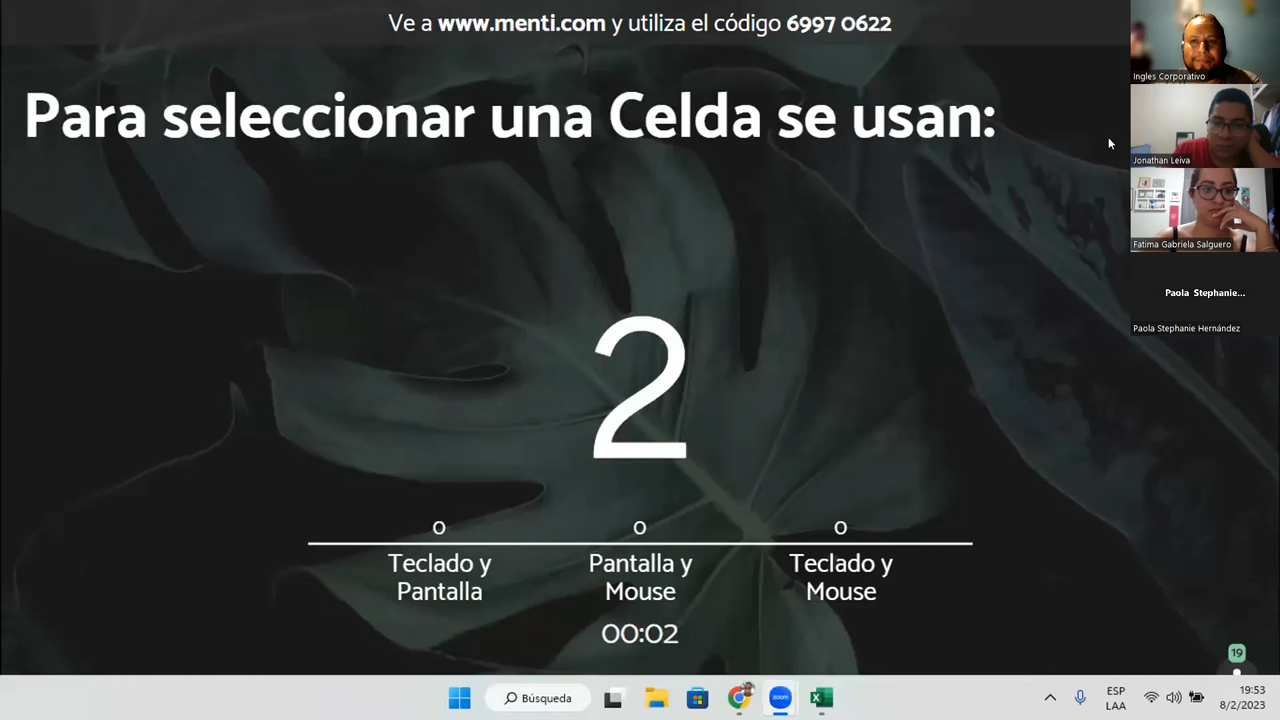 Ve a www.menti.com y utiliza el código 6997 0622
Para seleccionar una Celda se usan:
2
0 0 0
Teclado y Pantalla
Pantalla y Mouse
Teclado y Mouse
00:02
Ingles Corporativo
Jonathan Leiva
Fatima Gabriela Salguero
Paola Stephanie...
Paola Stephanie Hernández
19
Búsqueda
zoom
ESP
LAA
19:53
8/2/2023